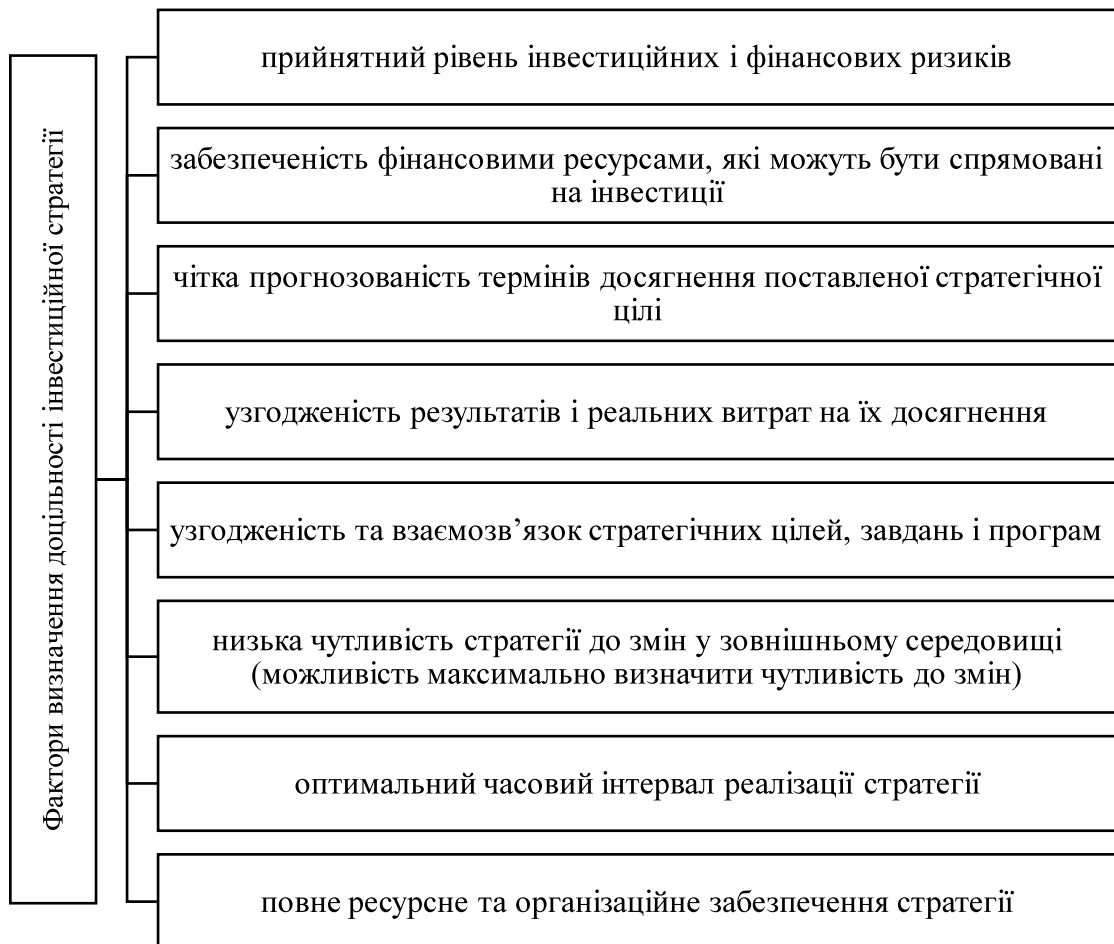 Фактори визначення доцільності інвестиційної стратегії
прийнятний рівень інвестиційних і фінансових ризиків
забезпеченість фінансовими ресурсами, які можуть бути спрямовані
на інвестиції
чітка прогнозованість термінів досягнення поставленої стратегічної
цілі
узгодженість результатів і реальних витрат на їх досягнення
узгодженість та взаємозв’язок стратегічних цілей, завдань і програм
низька чутливість стратегії до змін у зовнішньому середовищі
(можливість максимально визначити чутливість до змін)
оптимальний часовий інтервал реалізації стратегії
повне ресурсне та організаційне забезпечення стратегії